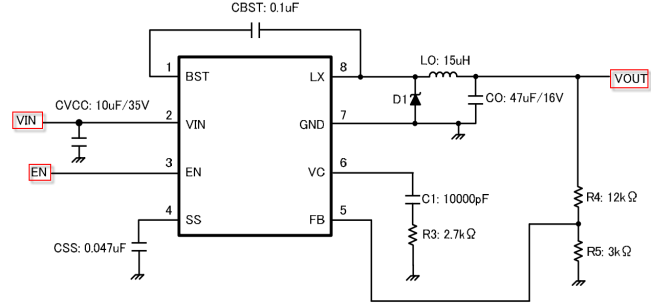 CBST: 0.1uF
LO: 15uH
1
8
BST
LX
VOUT
CVCC: 10uF/35V
D1
CO: 47uF/16V
2
7
VIN
VIN
GND
3
6
EN
EN
VC
C1: 10000pF
R4: 12kΩ
4
5
SS
FB
R3: 2.7kΩ
CSS: 0.047uF
R5: 3kΩ